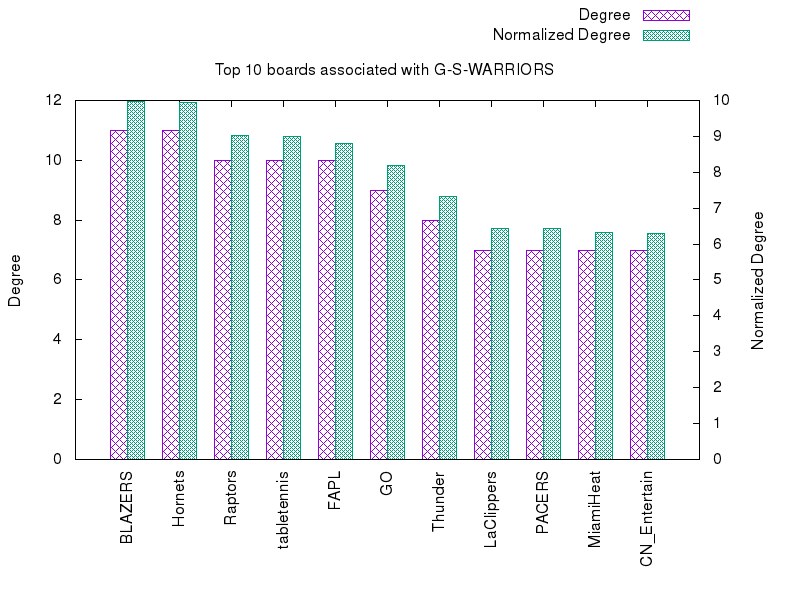 Degree
Normalized Degree
Top 10 boards associated with G-S-WARRIORS
12
10
8
6
4
2
0
10
9
8
7
6
5
4
3
2
1
0
Degree
Normalized Degree
BLAZERS
Hornets
Raptors
tabletennis
FAPL
GO
Thunder
LaClippers
PACERS
MiamiHeat
CN_Entertain